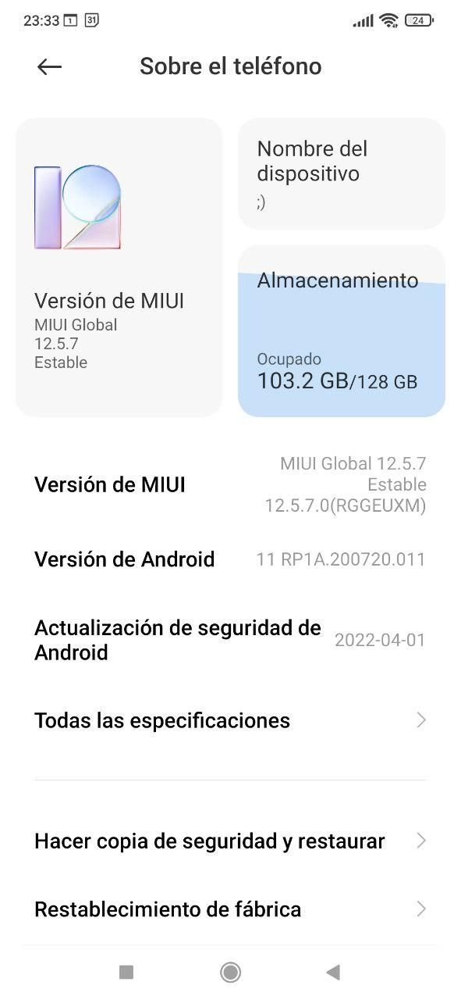 23:33 1 31 24
Sobre el teléfono
12
Versión de MIUI
MIUI Global
12.5.7
Estable
Nombre del
dispositivo
;)
Almacenamiento
Ocupado
103.2 GB/128 GB
Versión de MIUI
MIUI Global 12.5.7
Estable
12.5.7.0(RGGEUXM)
Versión de Android
11 RP1A.200720.011
Actualización de seguridad de
Android
2022-04-01
Todas las especificaciones
Hacer copia de seguridad y restaurar
Restablecimiento de fábrica